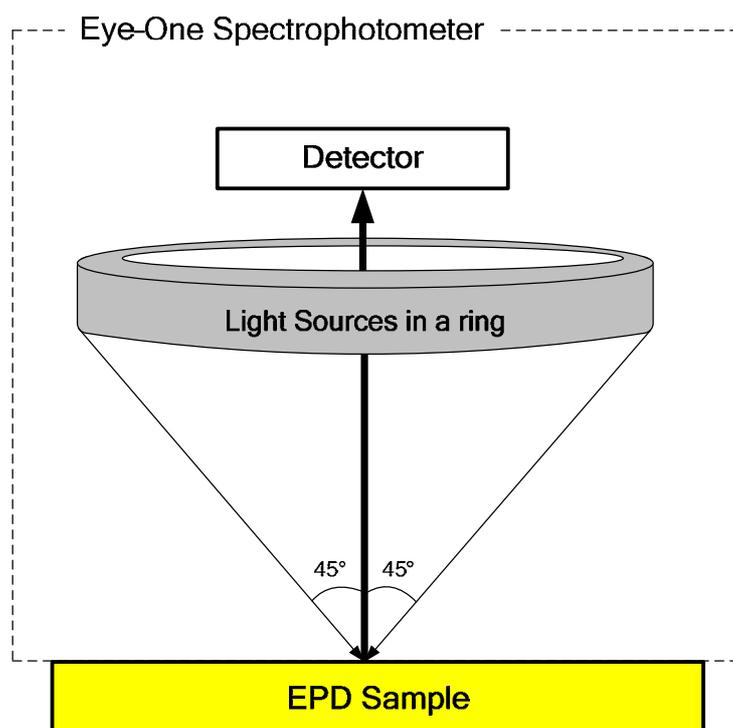 Eye-One Spectrophotometer
Detector
Light Sources in a ring
45° 45°
EPD Sample